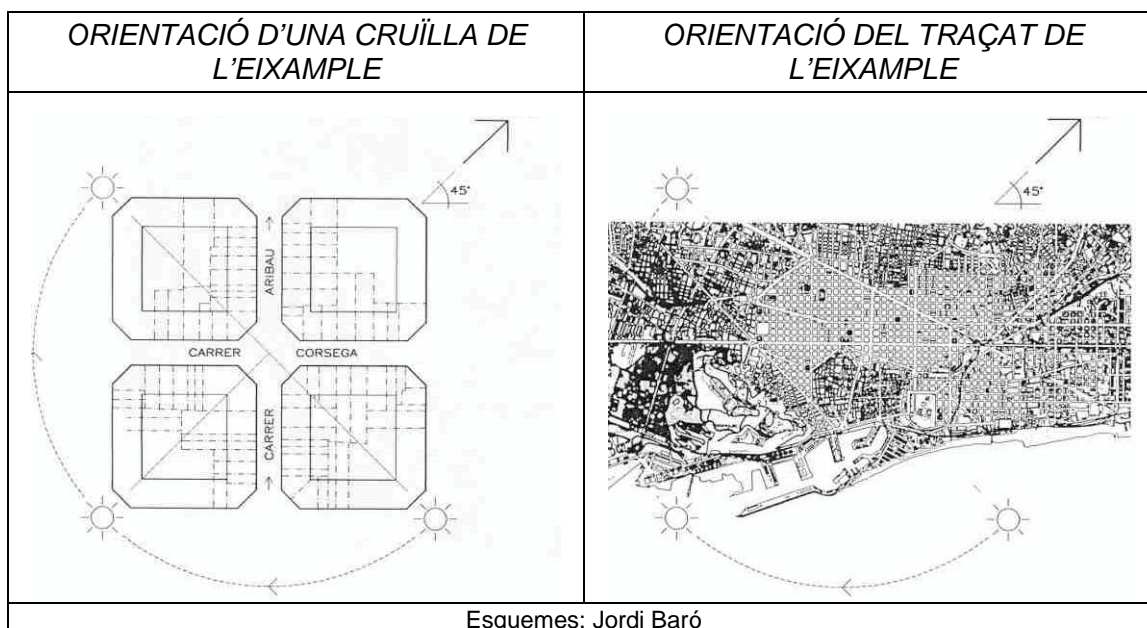 ORIENTACIÓ D'UNA CRUÏLLA DE
L'EIXAMPLE
ORIENTACIÓ DEL TRAÇAT DE
L'EIXAMPLE
45°
ARIBAU
CARRER
CORSEGA
CARRER
45°
Esquemes: Jordi Baró